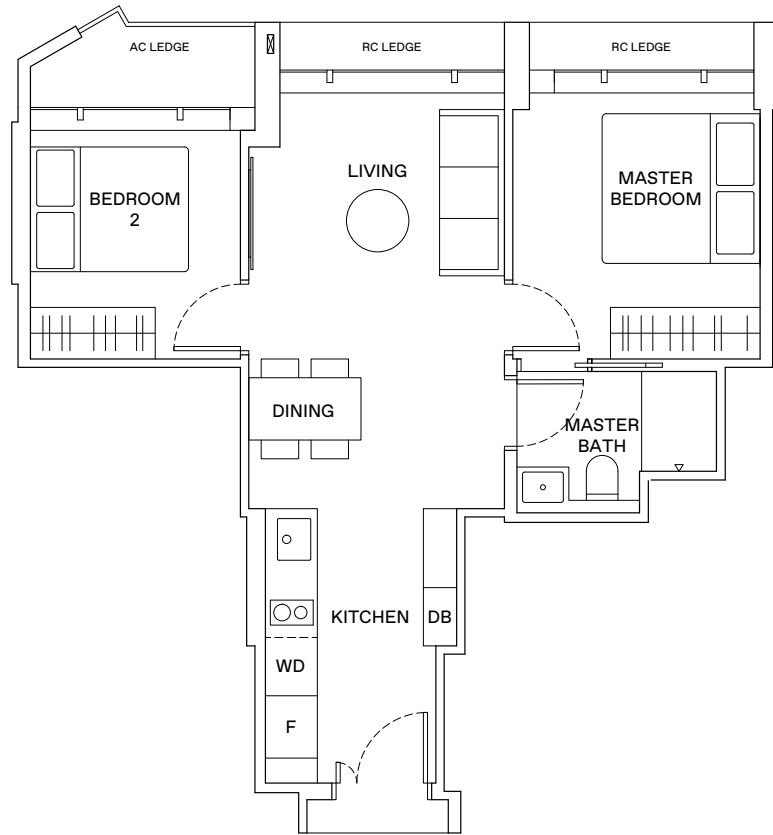 AC LEDGE
RC LEDGE
RC LEDGE
LIVING
BEDROOM
2
MASTER
BEDROOM
DINING
MASTER
BATH
KITCHEN
DB
WD
F